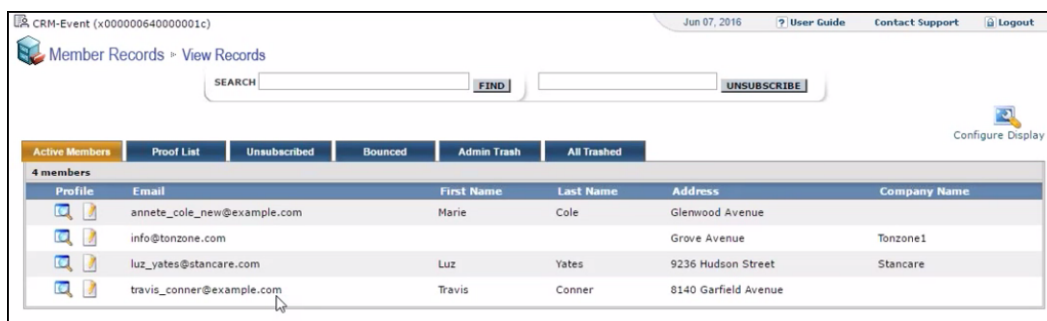 CRM-Event (x000000640000001c) Jun 07, 2016 ? User Guide Contact Support Logout
Member Records » View Records
SEARCH FIND UNSUBSCRIBE
Configure Display
Active Members Proof List Unsubscribed Bounced Admin Trash All Trashed
4 members
Profile Email First Name Last Name Address Company Name
annete_cole_new@example.com Marie Cole Glenwood Avenue
info@tonzone.com Grove Avenue Tonzone1
luz_yates@stancare.com Luz Yates 9236 Hudson Street Stancare
travis_conner@example.com Travis Conner 8140 Garfield Avenue